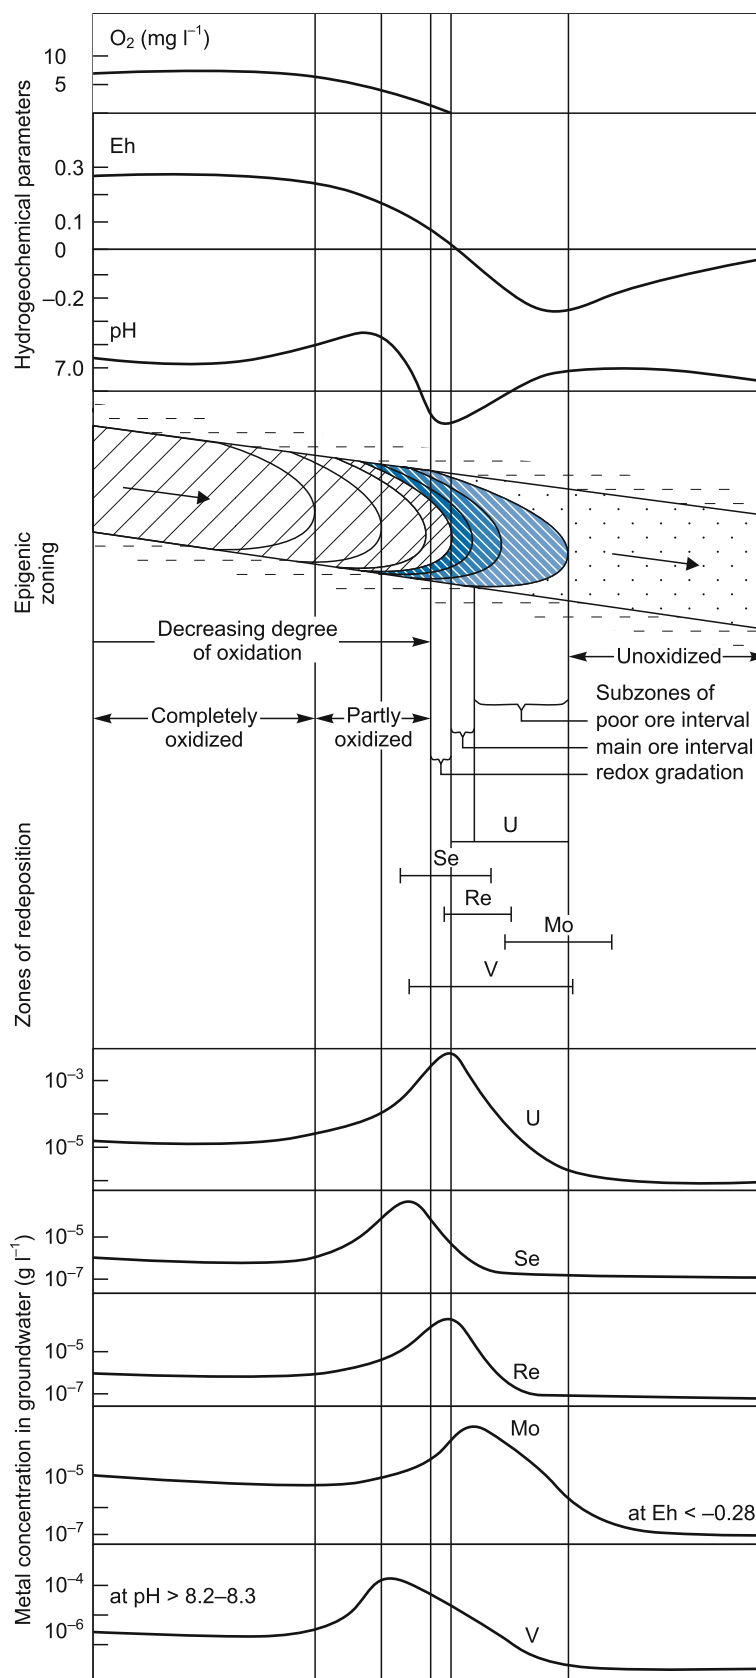 Hydrogeochemical parameters
O₂ (mg l⁻¹)
10
5
Eh
0.3
0.1
0
–0.2
pH
7.0
Epigenic
zoning
Decreasing degree
of oxidation
Unoxidized
Completely
oxidized
Partly
oxidized
Subzones of
poor ore interval
main ore interval
redox gradation
Zones of redeposition
U
Se
Re
Mo
V
Metal concentration in groundwater (g l⁻¹)
10⁻³
10⁻⁵
U
10⁻⁵
10⁻⁷
Se
10⁻⁵
10⁻⁷
Re
Mo
10⁻⁵
10⁻⁷
at Eh < –0.28
10⁻⁴
10⁻⁶
at pH > 8.2–8.3
V